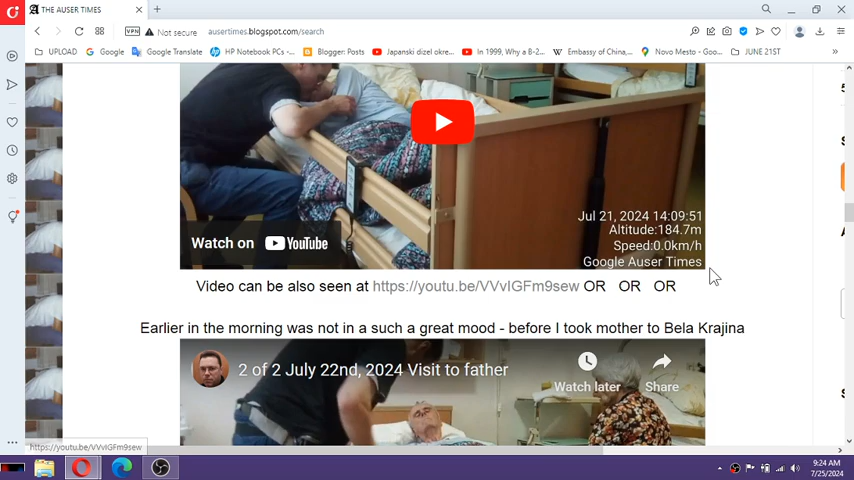 THE AUSER TIMES
VPN
Not secure
ausertimes.blogspot.com/search
UPLOAD
Google
Google Translate
HP Notebook PCs -...
Blogger: Posts
Japanski dizel okre...
In 1999, Why a B-2...
Embassy of China,...
Novo Mesto - Goo...
JUNE 21ST
Jul 21, 2024 14:09:51
Altitude:184.7m
Speed:0.0km/h
Google Auser Times
Watch on YouTube
Video can be also seen at https://youtu.be/VVvIGFm9sew OR OR OR
Earlier in the morning was not in a such a great mood - before I took mother to Bela Krajina
2 of 2 July 22nd, 2024 Visit to father
Watch later
Share
https://youtu.be/VVvIGFm9sew
9:24 AM
7/25/2024